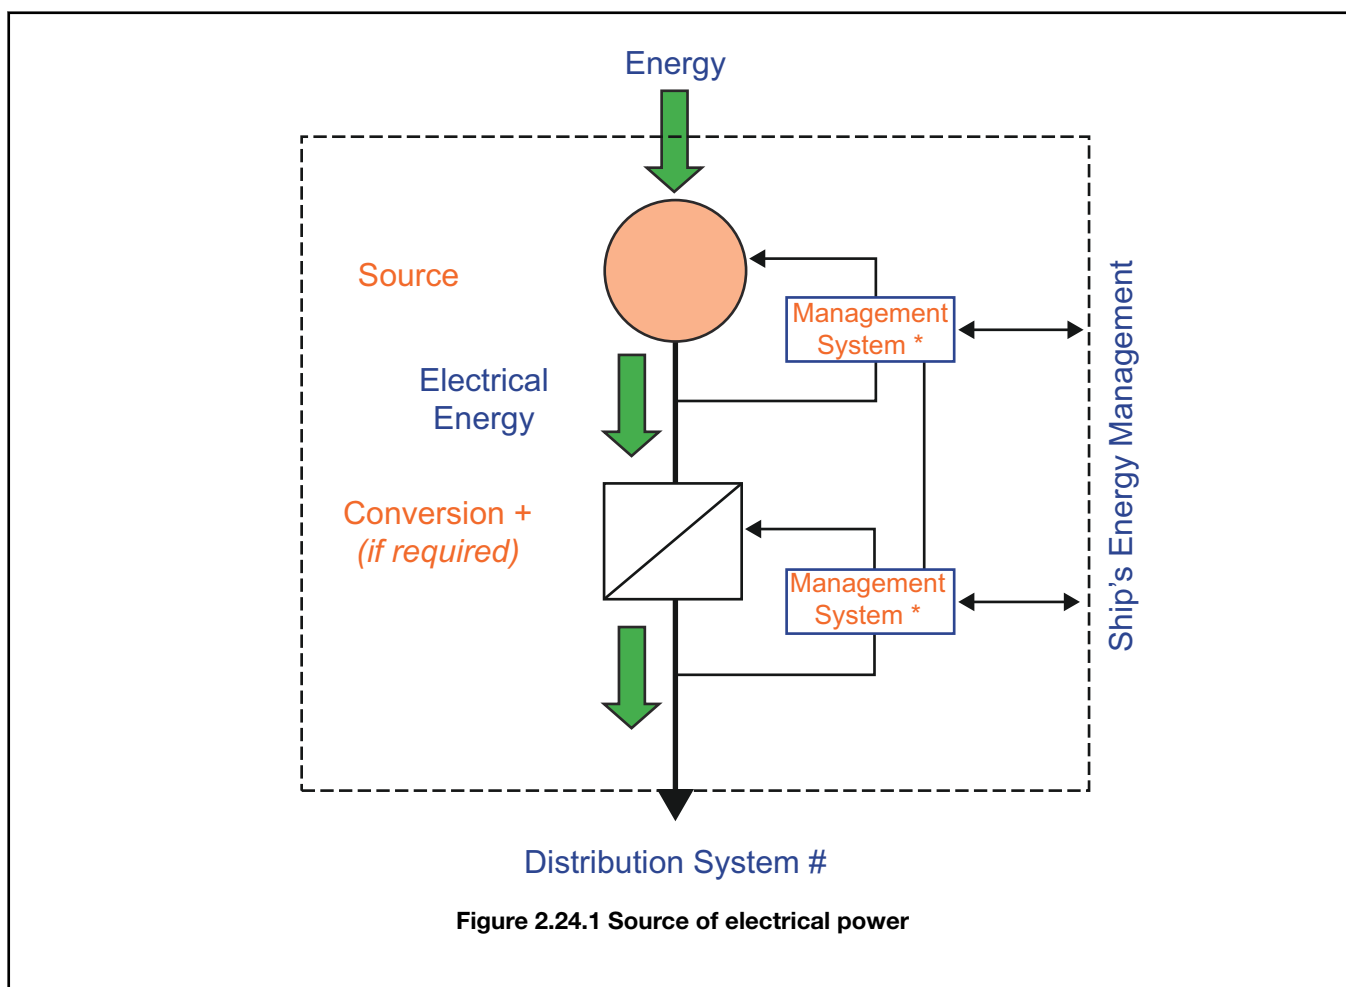 Energy
Source
Management
System *
Electrical
Energy
Ship's Energy Management
Conversion +
(if required)
Management
System *
Distribution System #
Figure 2.24.1 Source of electrical power